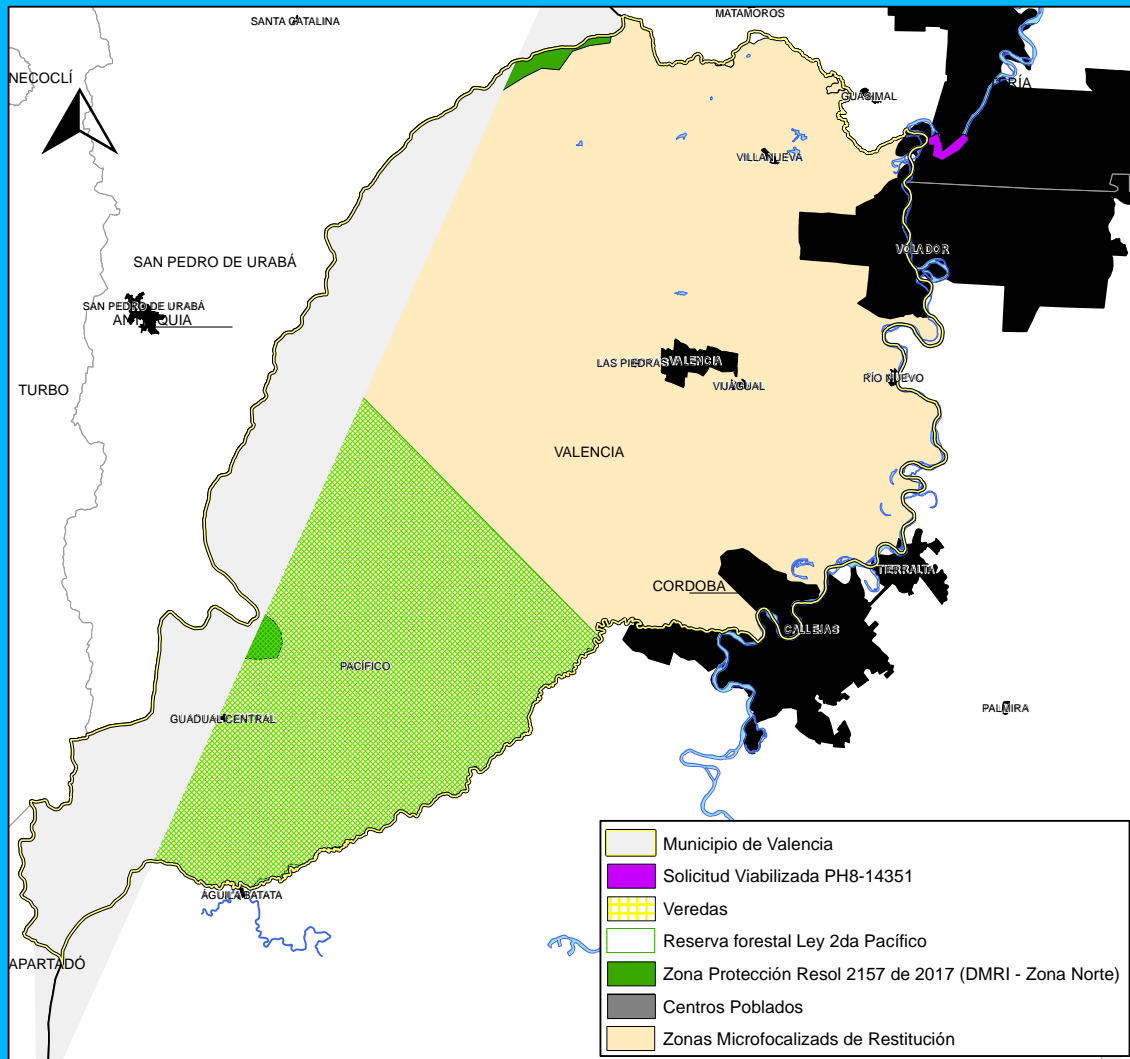 SANTA CATALINA
MATAMOROS
NECOCLÍ
GUASIMAL
VILLANUEVA
VOLADOR
SAN PEDRO DE URABÁ
SAN PEDRO DE URABÁ
TURBO
LAS PIEDRAS
VALENCIA
VIJAGUAL
RÍO NUEVO
VALENCIA
CORDOBA
TIERRALTA
CALLEJAS
PACÍFICO
PALMIRA
GUADUAL CENTRAL
ÁGUILA BATATA
APARTADÓ
Municipio de Valencia
Solicitud Viabilizada PH8-14351
Veredas
Reserva forestal Ley 2da Pacífico
Zona Protección Resol 2157 de 2017 (DMRI - Zona Norte)
Centros Poblados
Zonas Microfocalizads de Restitución